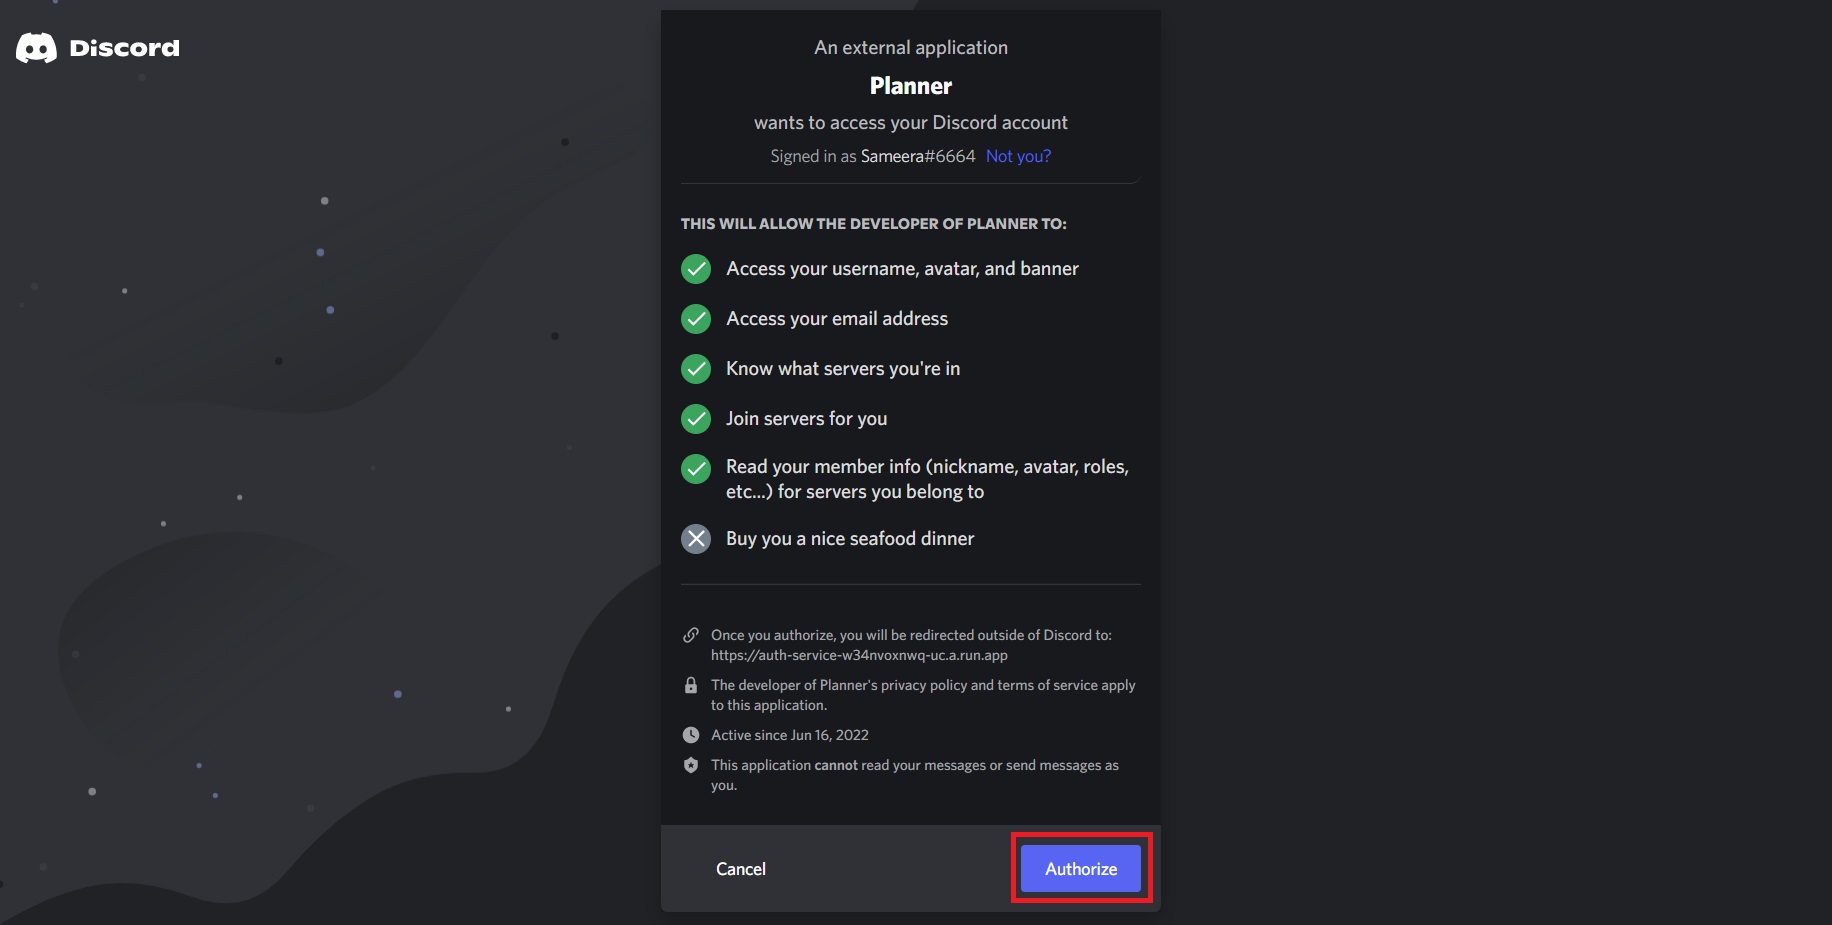 Discord
An external application
Planner
wants to access your Discord account
Signed in as Sameera#6664 Not you?
THIS WILL ALLOW THE DEVELOPER OF PLANNER TO:
Access your username, avatar, and banner
Access your email address
Know what servers you're in
Join servers for you
Read your member info (nickname, avatar, roles,
etc...) for servers you belong to
Buy you a nice seafood dinner
Once you authorize, you will be redirected outside of Discord to:
https://auth-service-w34nvoxnwq-uc.a.run.app
The developer of Planner's privacy policy and terms of service apply
to this application.
Active since Jun 16, 2022
This application cannot read your messages or send messages as
you.
Cancel
Authorize